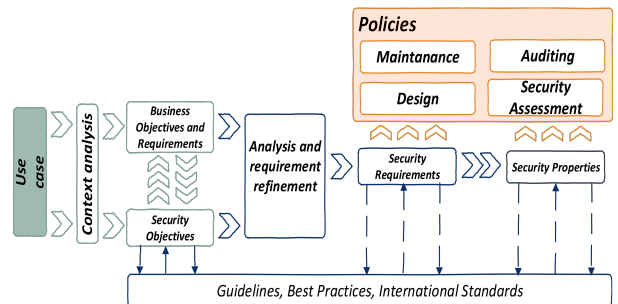 Policies
Maintanance
Auditing
Design
Security
Assessment
Use
case
Context analysis
Business
Objectives and
Requirements
Security
Objectives
Analysis and
requirement
refinement
Security
Requirements
Security Properties
Guidelines, Best Practices, International Standards